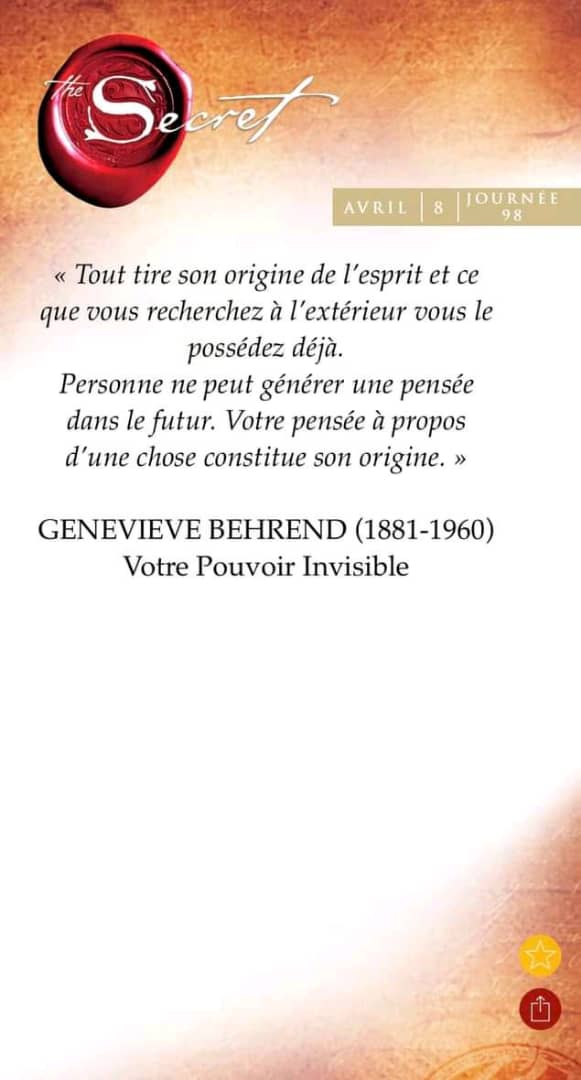 the Secret
AVRIL | 8 | JOURNÉE 98
« Tout tire son origine de l’esprit et ce
que vous recherchez à l’extérieur vous le
possédez déjà.
Personne ne peut générer une pensée
dans le futur. Votre pensée à propos
d’une chose constitue son origine. »
GENEVIEVE BEHREND (1881-1960)
Votre Pouvoir Invisible